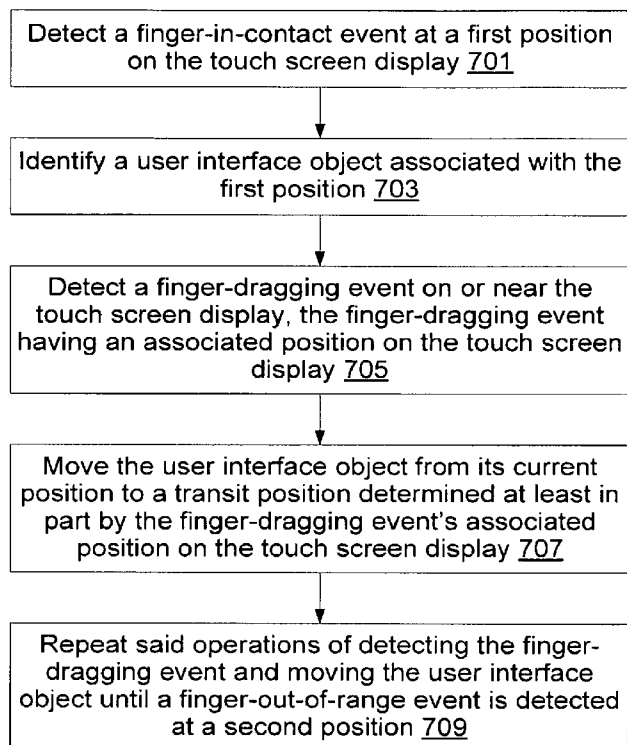 Detect a finger-in-contact event at a first position
on the touch screen display 701
Identify a user interface object associated with the
first position 703
Detect a finger-dragging event on or near the
touch screen display, the finger-dragging event
having an associated position on the touch screen
display 705
Move the user interface object from its current
position to a transit position determined at least in
part by the finger-dragging event's associated
position on the touch screen display 707
Repeat said operations of detecting the finger-
dragging event and moving the user interface
object until a finger-out-of-range event is detected
at a second position 709